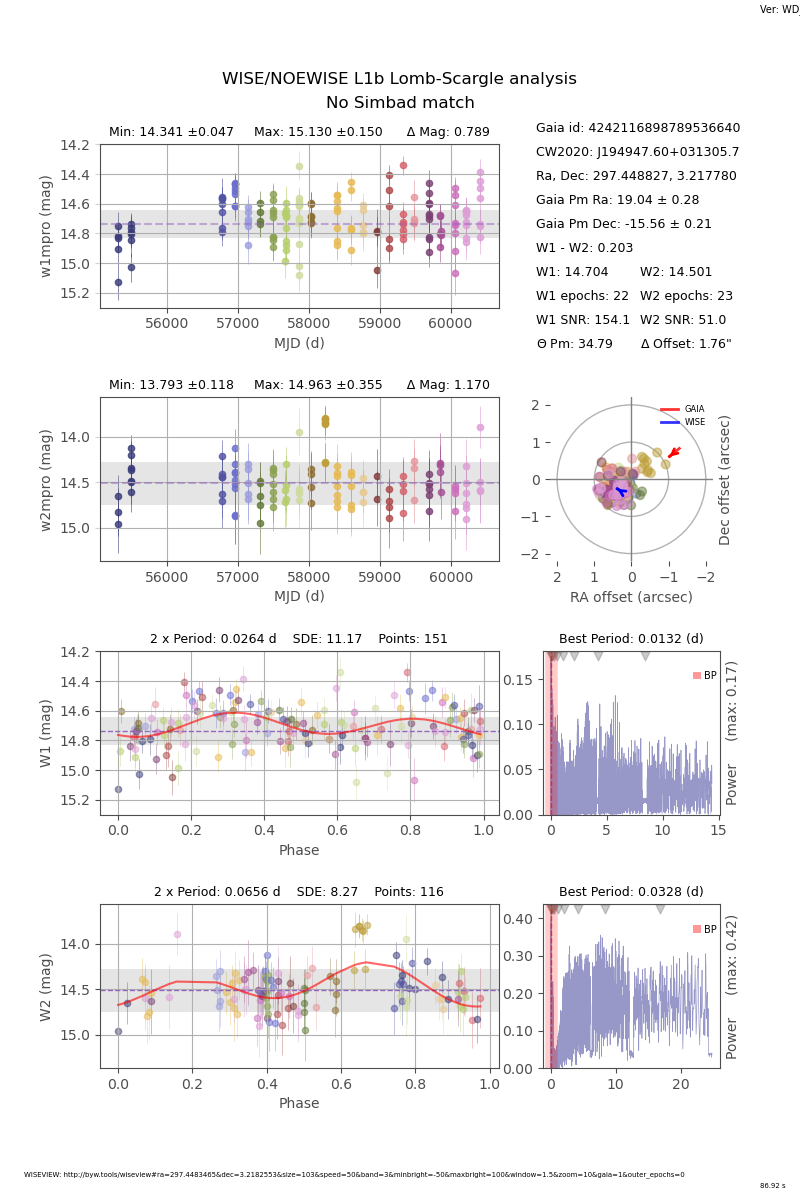 Ver: WD
WISE/NOEWISE L1b Lomb-Scargle analysis
No Simbad match
Min: 14.341 ±0.047 Max: 15.130 ±0.150 Δ Mag: 0.789
14.2
14.4
14.6
14.8
15.0
15.2
w1mpro (mag)
56000 57000 58000 59000 60000
MJD (d)
Gaia id: 4242116898789536640
CW2020: J194947.60+031305.7
Ra, Dec: 297.448827, 3.217780
Gaia Pm Ra: 19.04 ± 0.28
Gaia Pm Dec: -15.56 ± 0.21
W1 - W2: 0.203
W1: 14.704 W2: 14.501
W1 epochs: 22 W2 epochs: 23
W1 SNR: 154.1 W2 SNR: 51.0
Θ Pm: 34.79 Δ Offset: 1.76"
Min: 13.793 ±0.118 Max: 14.963 ±0.355 Δ Mag: 1.170
14.0
14.5
15.0
w2mpro (mag)
56000 57000 58000 59000 60000
MJD (d)
GAIA
WISE
2
1
0
−1
−2
Dec offset (arcsec)
2 1 0 −1 −2
RA offset (arcsec)
2 x Period: 0.0264 d SDE: 11.17 Points: 151
14.2
14.4
14.6
14.8
15.0
15.2
W1 (mag)
0.0 0.2 0.4 0.6 0.8 1.0
Phase
Best Period: 0.0132 (d)
BP
0.15
0.10
0.05
0.00
Power (max: 0.17)
0 5 10 15
2 x Period: 0.0656 d SDE: 8.27 Points: 116
14.0
14.5
15.0
W2 (mag)
0.0 0.2 0.4 0.6 0.8 1.0
Phase
Best Period: 0.0328 (d)
BP
0.40
0.30
0.20
0.10
0.00
Power (max: 0.42)
0 10 20
WISEVIEW: http://byw.tools/wiseview#ra=297.4483465&dec=3.2182553&size=103&speed=50&band=3&minbright=-50&maxbright=100&window=1.5&zoom=10&gaia=1&outer_epochs=0
86.92 s